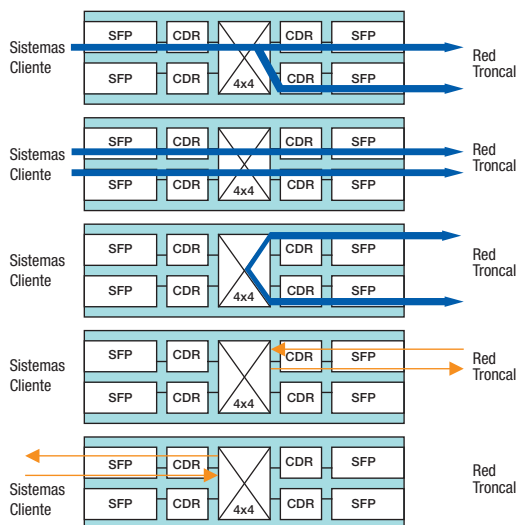 Sistemas
Cliente
SFP CDR CDR SFP
SFP CDR 4x4 CDR SFP
Red
Troncal
Sistemas
Cliente
SFP CDR CDR SFP
SFP CDR 4x4 CDR SFP
Red
Troncal
Sistemas
Cliente
SFP CDR CDR SFP
SFP CDR 4x4 CDR SFP
Red
Troncal
Sistemas
Cliente
SFP CDR CDR SFP
SFP CDR 4x4 CDR SFP
Red
Troncal
Sistemas
Cliente
SFP CDR CDR SFP
SFP CDR 4x4 CDR SFP
Red
Troncal